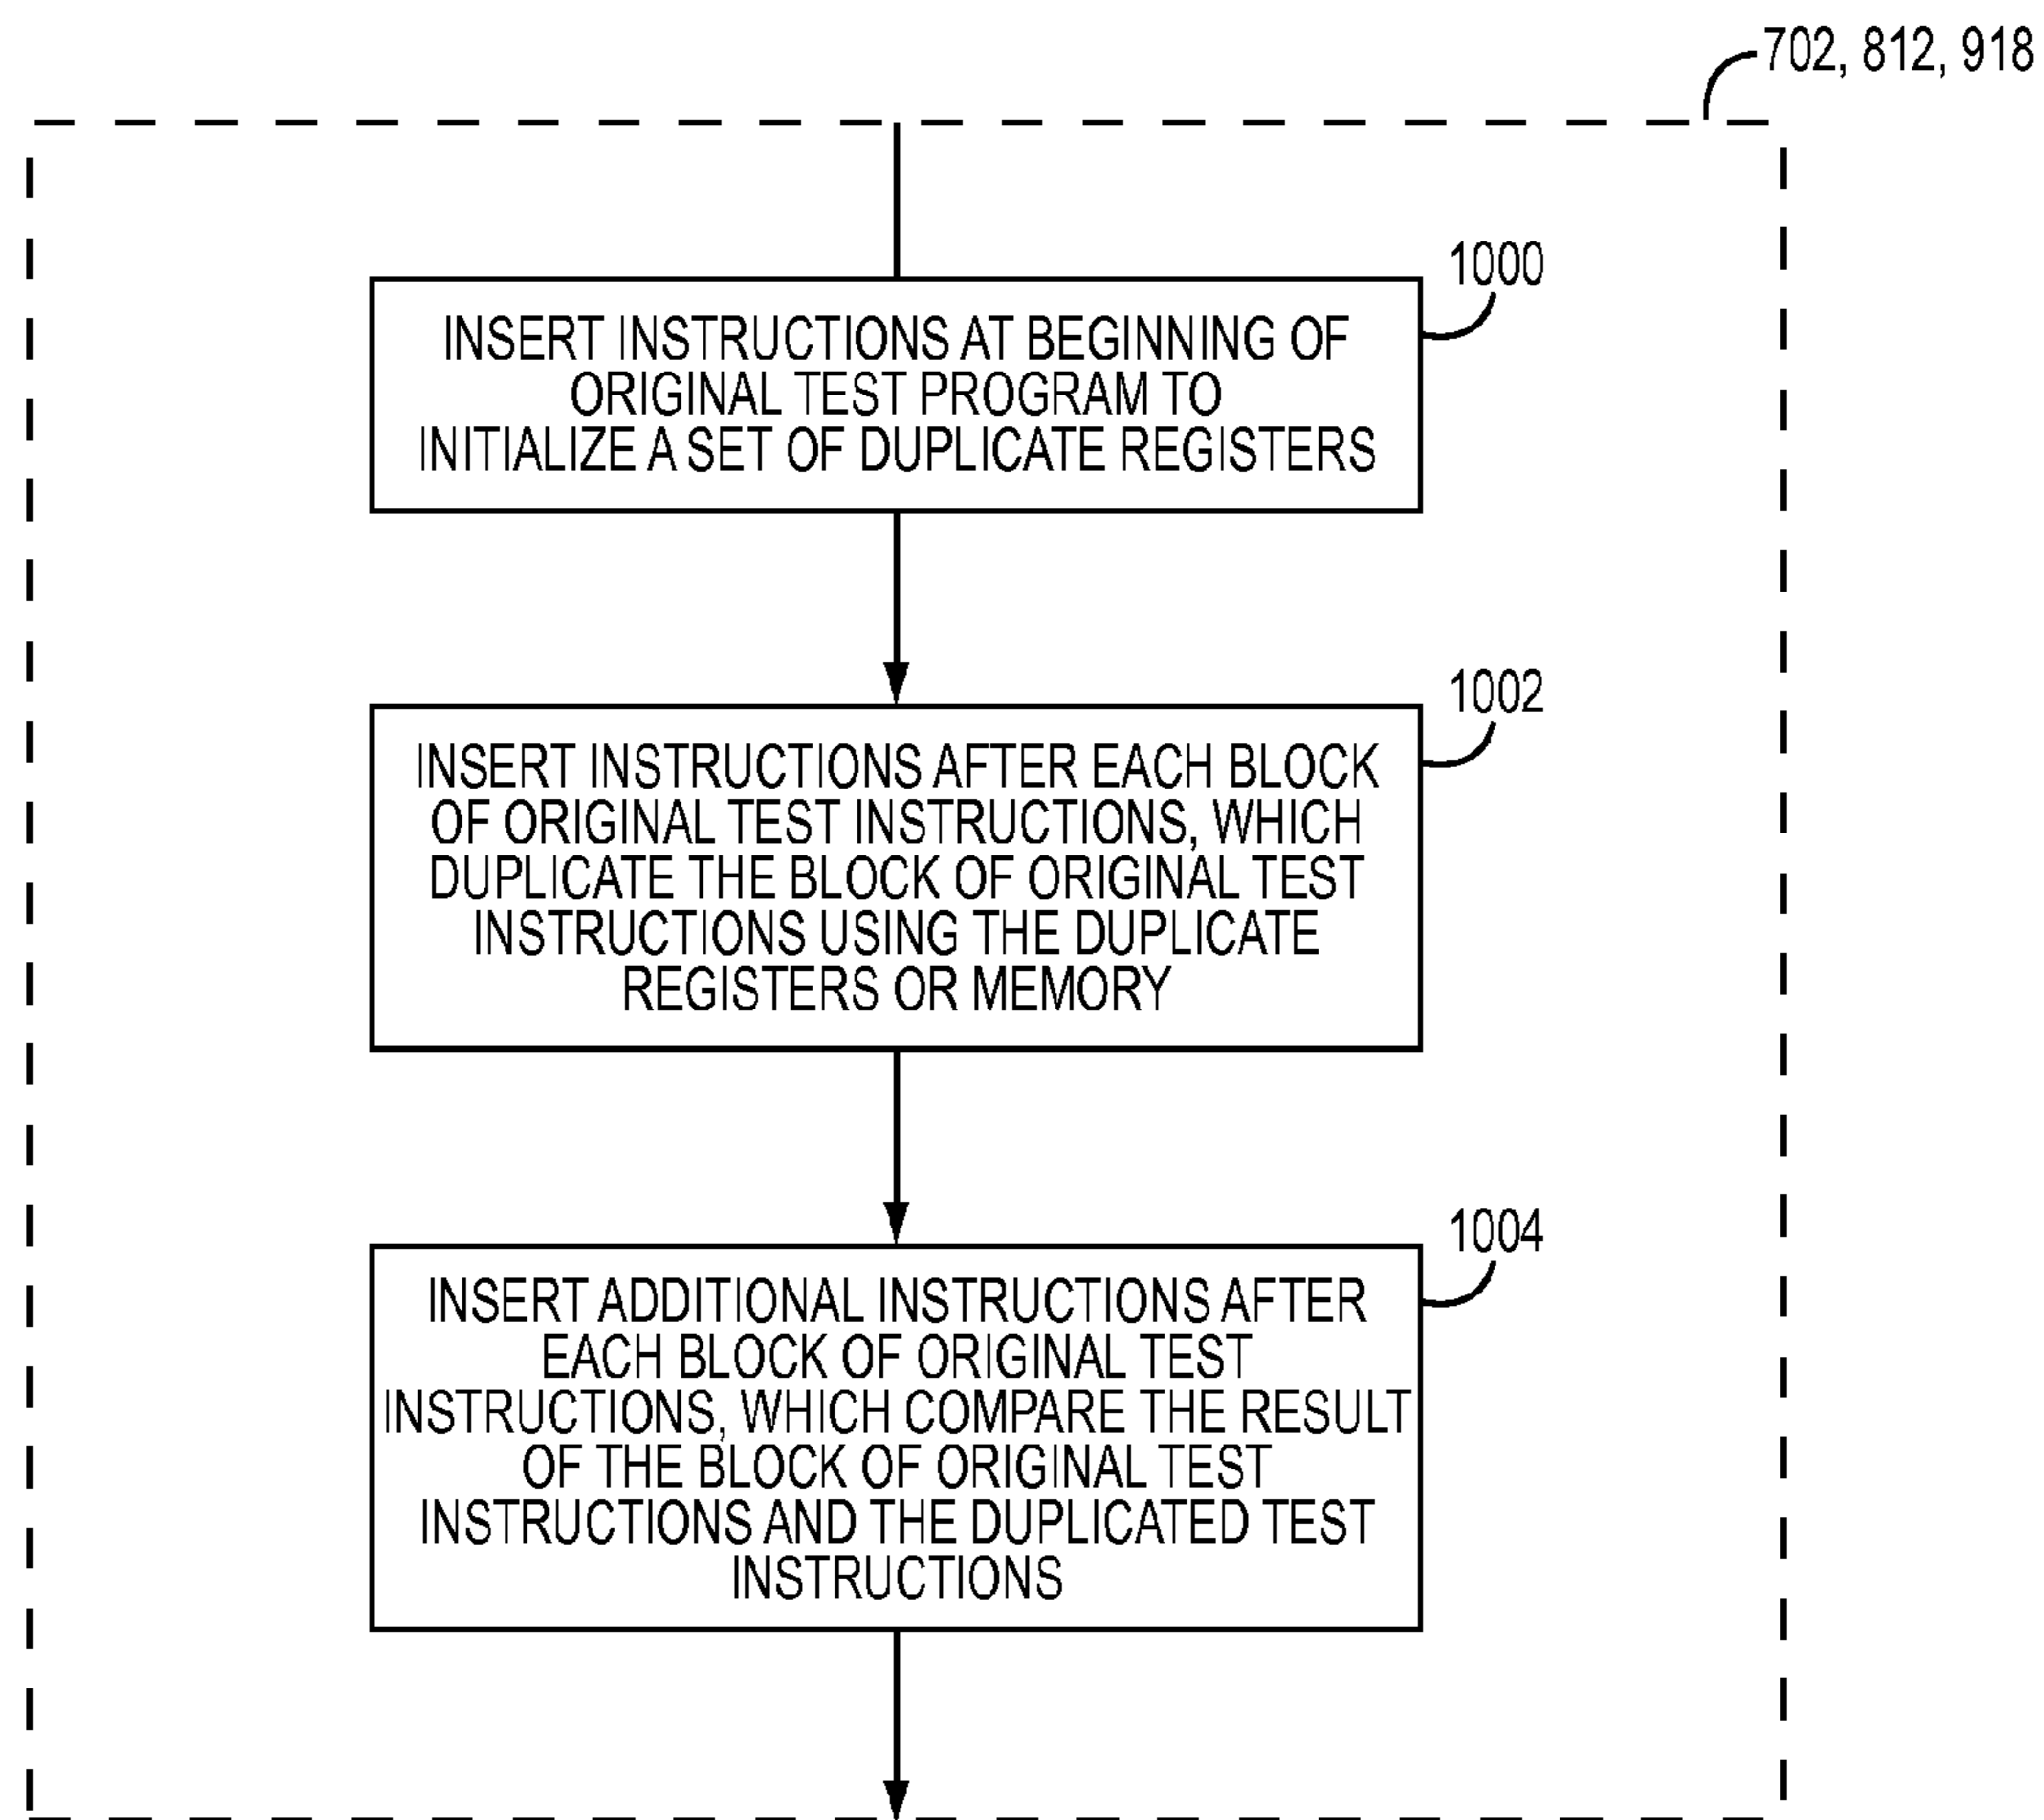 702, 812, 918
1000
INSERT INSTRUCTIONS AT BEGINNING OF
ORIGINAL TEST PROGRAM TO
INITIALIZE A SET OF DUPLICATE REGISTERS
1002
INSERT INSTRUCTIONS AFTER EACH BLOCK
OF ORIGINAL TEST INSTRUCTIONS, WHICH
DUPLICATE THE BLOCK OF ORIGINAL TEST
INSTRUCTIONS USING THE DUPLICATE
REGISTERS OR MEMORY
1004
INSERT ADDITIONAL INSTRUCTIONS AFTER
EACH BLOCK OF ORIGINAL TEST
INSTRUCTIONS, WHICH COMPARE THE RESULT
OF THE BLOCK OF ORIGINAL TEST
INSTRUCTIONS AND THE DUPLICATED TEST
INSTRUCTIONS